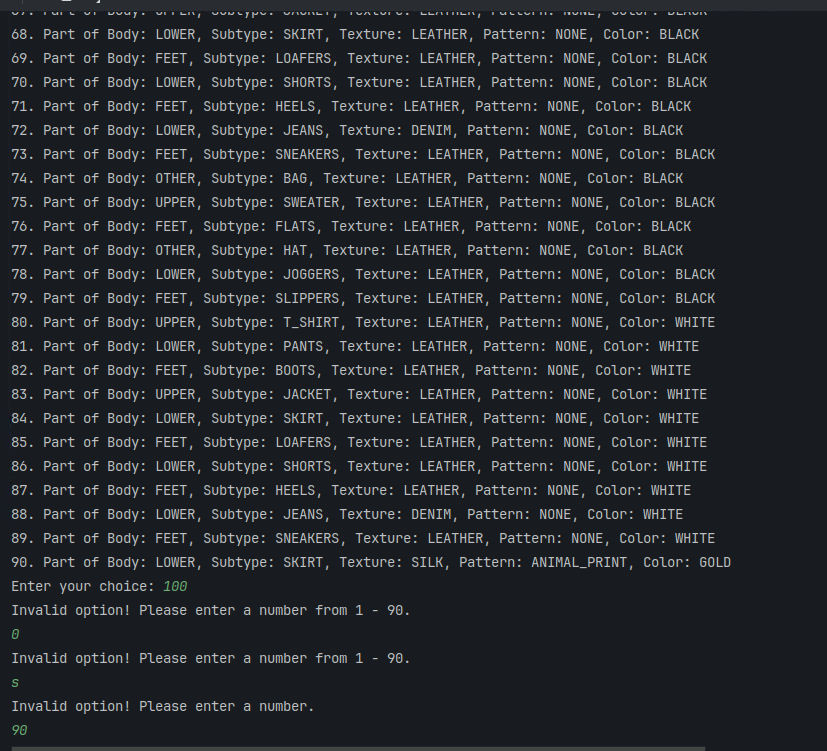 67. Part of Body: UPPER, Subtype: JACKET, Texture: LEATHER, Pattern: NONE, Color: BLACK
68. Part of Body: LOWER, Subtype: SKIRT, Texture: LEATHER, Pattern: NONE, Color: BLACK
69. Part of Body: FEET, Subtype: LOAFERS, Texture: LEATHER, Pattern: NONE, Color: BLACK
70. Part of Body: LOWER, Subtype: SHORTS, Texture: LEATHER, Pattern: NONE, Color: BLACK
71. Part of Body: FEET, Subtype: HEELS, Texture: LEATHER, Pattern: NONE, Color: BLACK
72. Part of Body: LOWER, Subtype: JEANS, Texture: DENIM, Pattern: NONE, Color: BLACK
73. Part of Body: FEET, Subtype: SNEAKERS, Texture: LEATHER, Pattern: NONE, Color: BLACK
74. Part of Body: OTHER, Subtype: BAG, Texture: LEATHER, Pattern: NONE, Color: BLACK
75. Part of Body: UPPER, Subtype: SWEATER, Texture: LEATHER, Pattern: NONE, Color: BLACK
76. Part of Body: FEET, Subtype: FLATS, Texture: LEATHER, Pattern: NONE, Color: BLACK
77. Part of Body: OTHER, Subtype: HAT, Texture: LEATHER, Pattern: NONE, Color: BLACK
78. Part of Body: LOWER, Subtype: JOGGERS, Texture: LEATHER, Pattern: NONE, Color: BLACK
79. Part of Body: FEET, Subtype: SLIPPERS, Texture: LEATHER, Pattern: NONE, Color: BLACK
80. Part of Body: UPPER, Subtype: T_SHIRT, Texture: LEATHER, Pattern: NONE, Color: WHITE
81. Part of Body: LOWER, Subtype: PANTS, Texture: LEATHER, Pattern: NONE, Color: WHITE
82. Part of Body: FEET, Subtype: BOOTS, Texture: LEATHER, Pattern: NONE, Color: WHITE
83. Part of Body: UPPER, Subtype: JACKET, Texture: LEATHER, Pattern: NONE, Color: WHITE
84. Part of Body: LOWER, Subtype: SKIRT, Texture: LEATHER, Pattern: NONE, Color: WHITE
85. Part of Body: FEET, Subtype: LOAFERS, Texture: LEATHER, Pattern: NONE, Color: WHITE
86. Part of Body: LOWER, Subtype: SHORTS, Texture: LEATHER, Pattern: NONE, Color: WHITE
87. Part of Body: FEET, Subtype: HEELS, Texture: LEATHER, Pattern: NONE, Color: WHITE
88. Part of Body: LOWER, Subtype: JEANS, Texture: DENIM, Pattern: NONE, Color: WHITE
89. Part of Body: FEET, Subtype: SNEAKERS, Texture: LEATHER, Pattern: NONE, Color: WHITE
90. Part of Body: LOWER, Subtype: SKIRT, Texture: SILK, Pattern: ANIMAL_PRINT, Color: GOLD
Enter your choice: 100
Invalid option! Please enter a number from 1 - 90.
0
Invalid option! Please enter a number from 1 - 90.
s
Invalid option! Please enter a number.
90